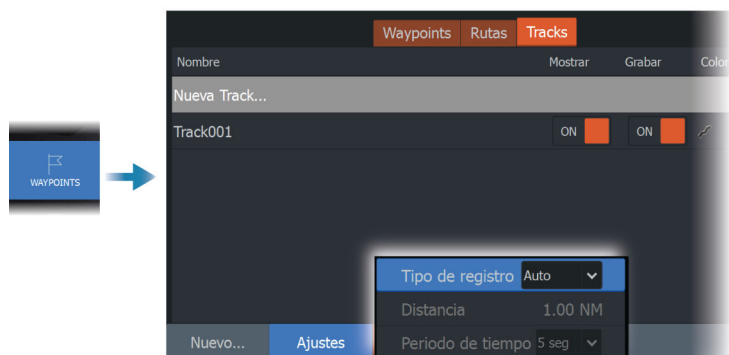 Waypoints Rutas Tracks
Nombre Mostrar Grabar Color
Nueva Track...
Track001 ON ON
WAYPOINTS
Tipo de registro Auto
Distancia 1.00 NM
Nuevo... Ajustes Periodo de tiempo 5 seg